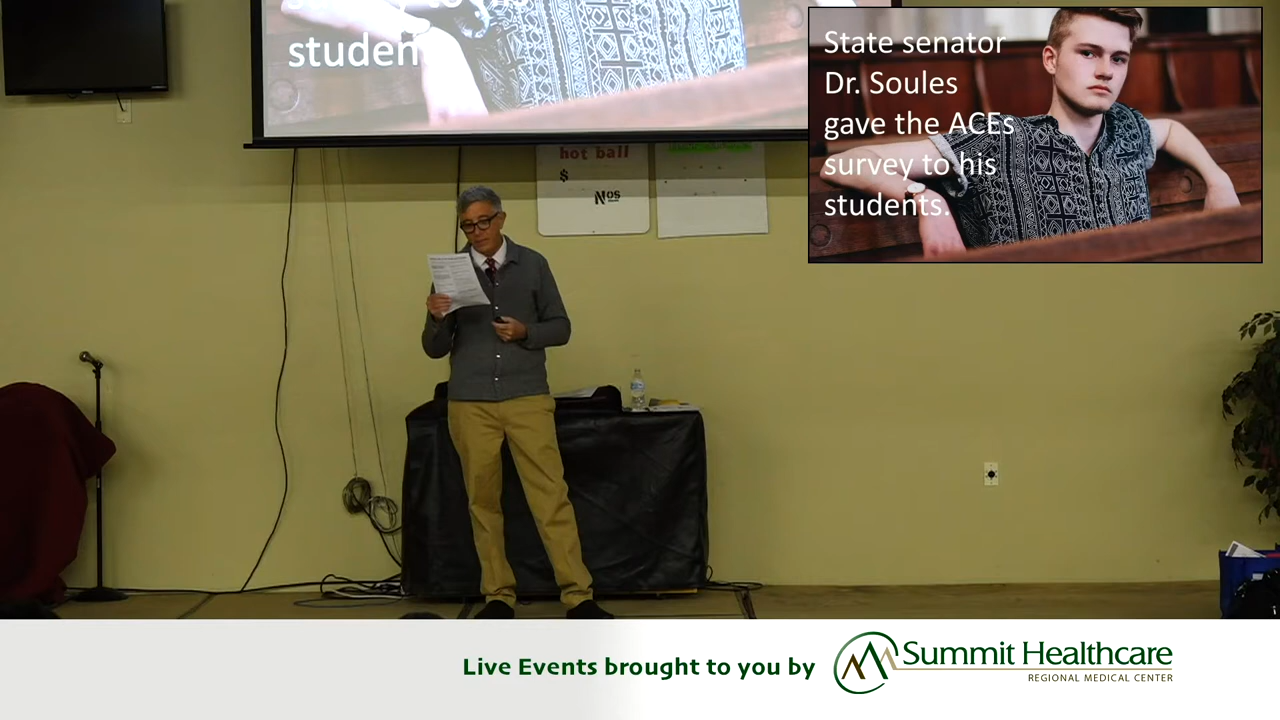 studen
State senator
Dr. Soules
gave the ACEs
survey to his
students.
hot ball
$
Nos
Live Events brought to you by
Summit Healthcare
REGIONAL MEDICAL CENTER